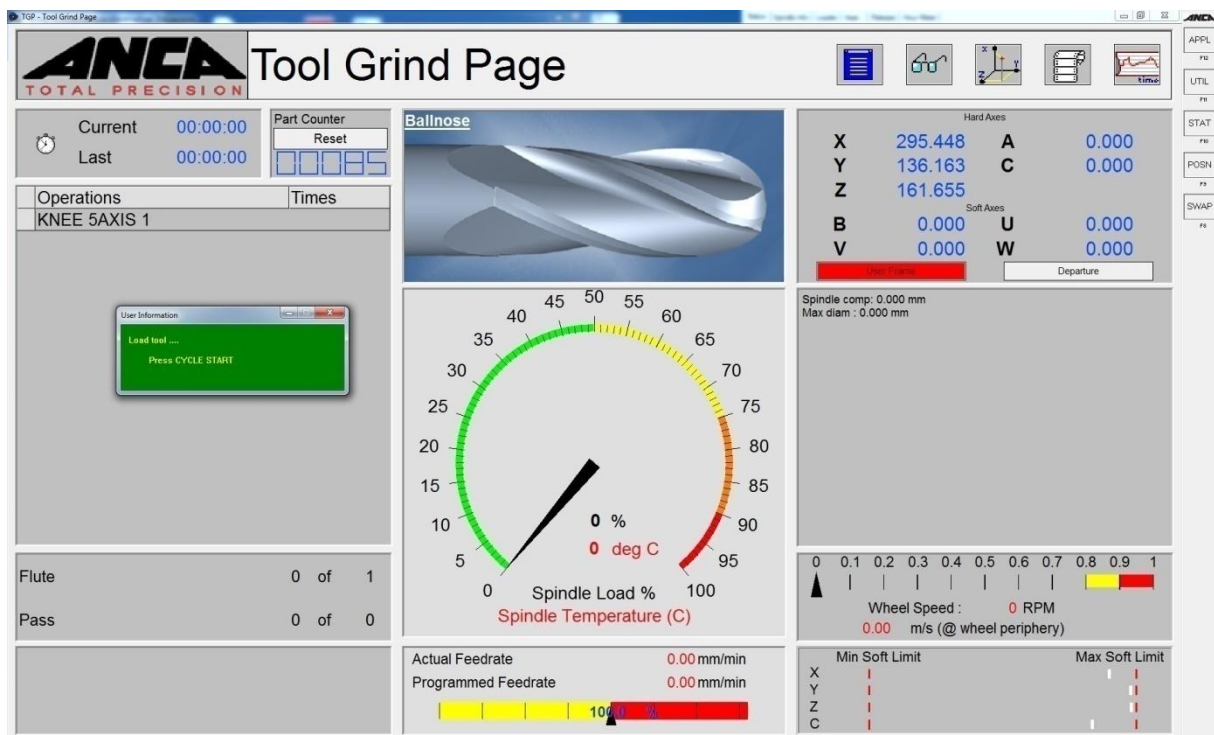 TGP - Tool Grind Page
ANCA
TOTAL PRECISION
Tool Grind Page
time
ANCA
APPL
F12
UTIL
F11
STAT
F10
POSN
F9
SWAP
F8
Current 00:00:00
Last 00:00:00
Part Counter
Reset
00085
Operations Times
KNEE 5AXIS 1
User Information
Load tool ....
Press CYCLE START
Flute 0 of 1
Pass 0 of 0
Ballnose
0 5 10 15 20 25 30 35 40 45 50 55 60 65 70 75 80 85 90 95 100
0 %
0 deg C
Spindle Load %
Spindle Temperature (C)
Actual Feedrate 0.00 mm/min
Programmed Feedrate 0.00 mm/min
100.0 %
Hard Axes
X 295.448 A 0.000
Y 136.163 C 0.000
Z 161.655
Soft Axes
B 0.000 U 0.000
V 0.000 W 0.000
User Frame Departure
Spindle comp: 0.000 mm
Max diam : 0.000 mm
0 0.1 0.2 0.3 0.4 0.5 0.6 0.7 0.8 0.9 1
Wheel Speed : 0 RPM
0.00 m/s (@ wheel periphery)
Min Soft Limit Max Soft Limit
X
Y
Z
C